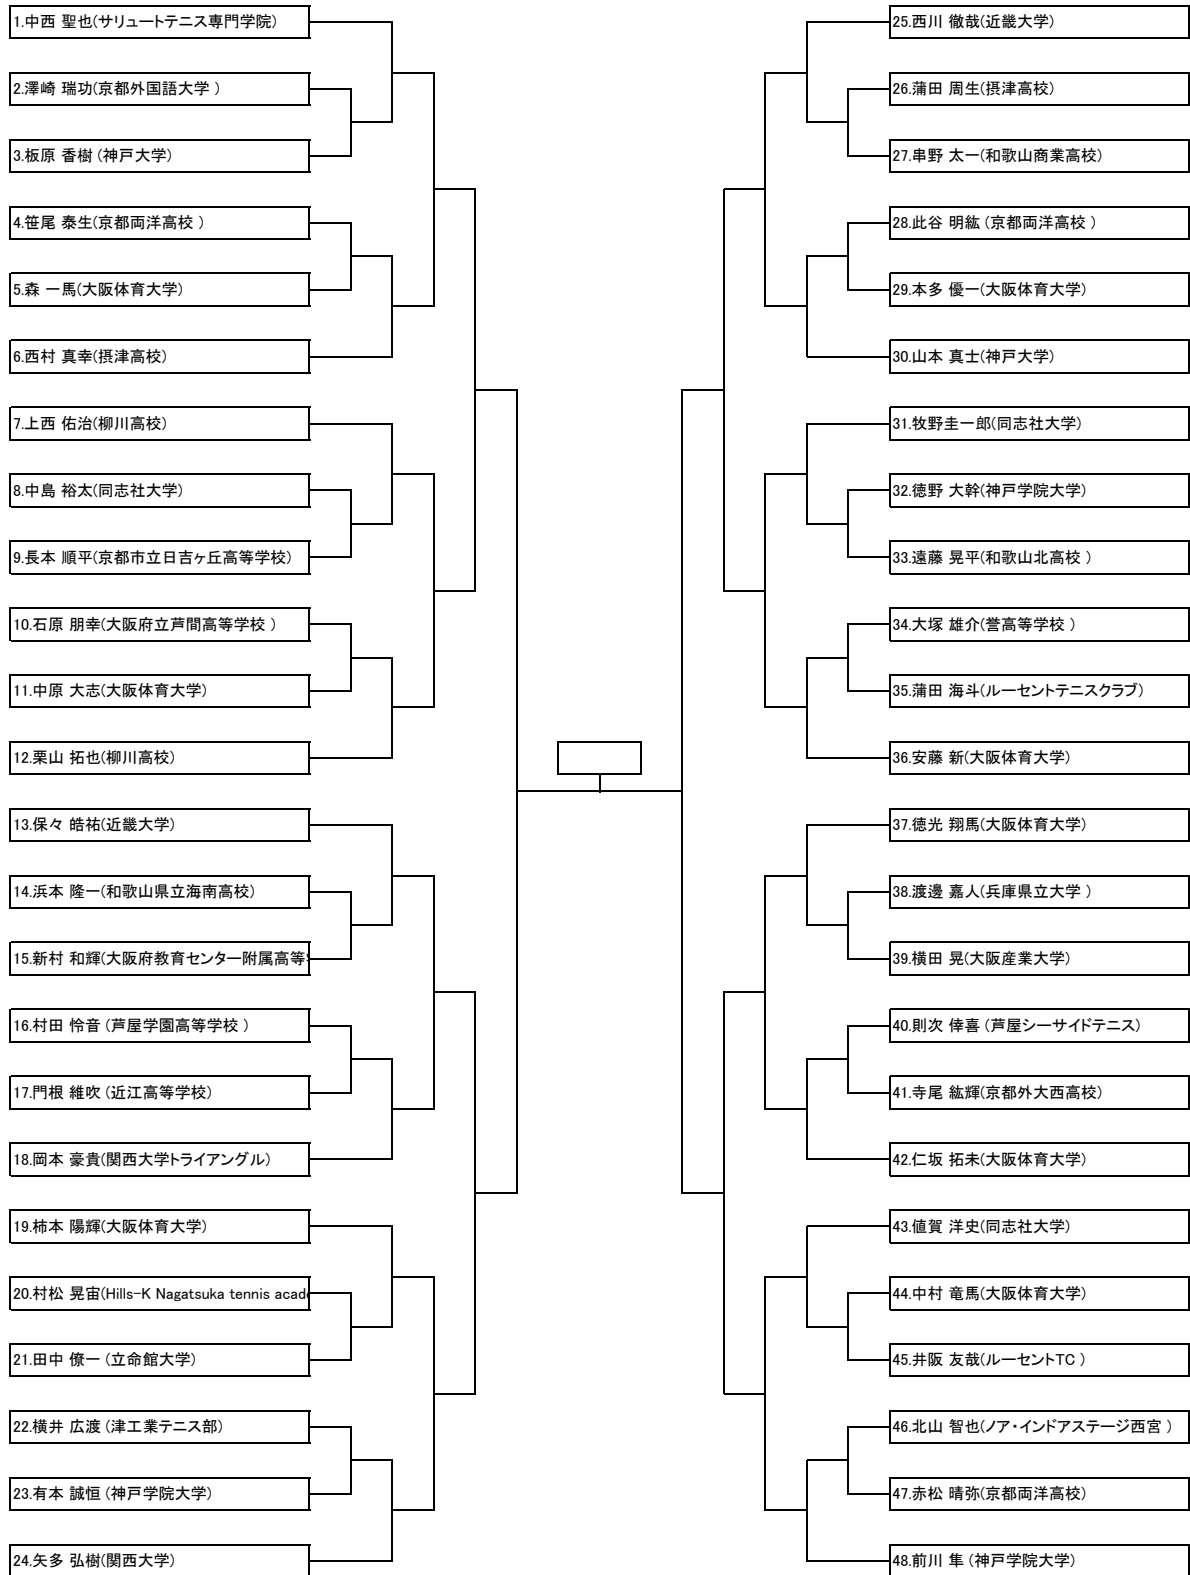 1.中西 聖也(サリュートテニス専門学院)
2.澤崎 瑞功(京都外国語大学 )
3.板原 香樹 (神戸大学)
4.笹尾 泰生(京都両洋高校 )
5.森 一馬(大阪体育大学)
6.西村 真幸(摂津高校)
7.上西 佑治(柳川高校)
8.中島 裕太(同志社大学)
9.長本 順平(京都市立日吉ヶ丘高等学校)
10.石原 朋幸(大阪府立芦間高等学校 )
11.中原 大志(大阪体育大学)
12.栗山 拓也(柳川高校)
13.保々 皓祐(近畿大学)
14.浜本 隆一(和歌山県立海南高校)
15.新村 和輝(大阪府教育センター附属高等
16.村田 怜音 (芦屋学園高等学校 )
17.門根 維吹 (近江高等学校)
18.岡本 豪貴(関西大学トライアングル)
19.柿本 陽輝(大阪体育大学)
20.村松 晃宙(Hills-K Nagatsuka tennis acad
21.田中 僚一 (立命館大学)
22.横井 広渡 (津工業テニス部)
23.有本 誠恒 (神戸学院大学)
24.矢多 弘樹(関西大学)
25.西川 徹哉(近畿大学)
26.蒲田 周生(摂津高校)
27.串野 太一(和歌山商業高校)
28.此谷 明紘 (京都両洋高校 )
29.本多 優一(大阪体育大学)
30.山本 真士(神戸大学)
31.牧野圭一郎(同志社大学)
32.徳野 大幹(神戸学院大学)
33.遠藤 晃平(和歌山北高校 )
34.大塚 雄介(誉高等学校 )
35.蒲田 海斗(ルーセントテニスクラブ)
36.安藤 新(大阪体育大学)
37.徳光 翔馬(大阪体育大学)
38.渡邊 嘉人(兵庫県立大学 )
39.横田 晃(大阪産業大学)
40.則次 倖喜 (芦屋シーサイドテニス)
41.寺尾 紘輝(京都外大西高校)
42.仁坂 拓未(大阪体育大学)
43.値賀 洋史(同志社大学)
44.中村 竜馬(大阪体育大学)
45.井阪 友哉(ルーセントTC )
46.北山 智也(ノア・インドアステージ西宮 )
47.赤松 晴弥(京都両洋高校)
48.前川 隼 (神戸学院大学)